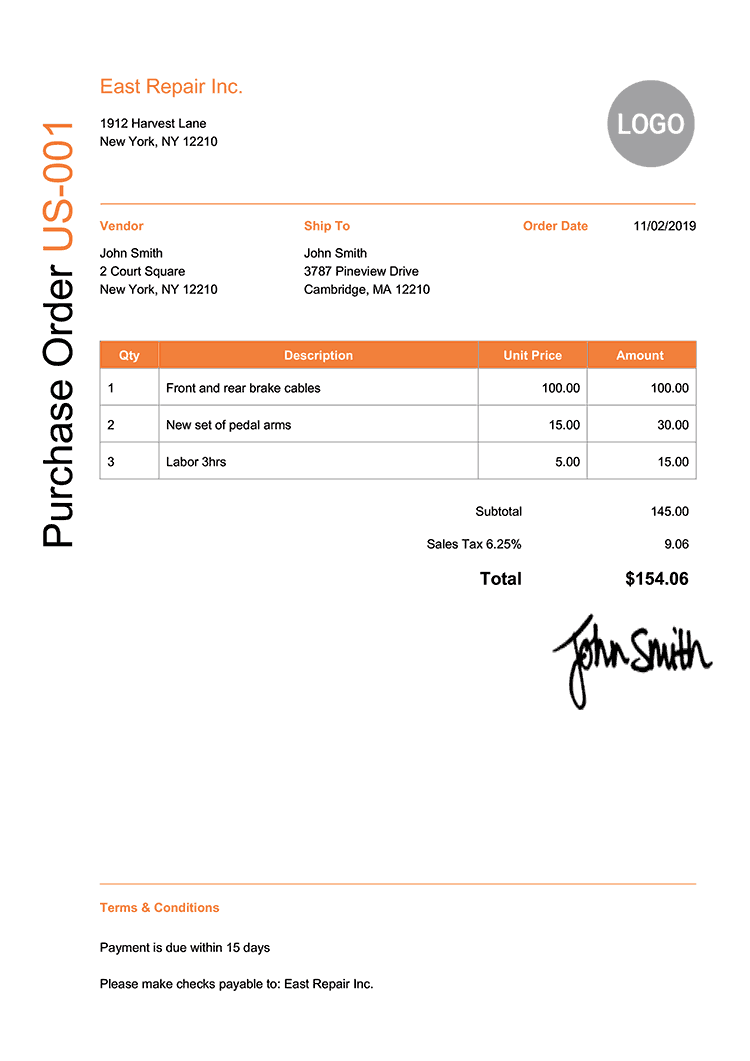 Purchase Order US-001
East Repair Inc.
1912 Harvest Lane
New York, NY 12210
LOGO
Vendor
John Smith
2 Court Square
New York, NY 12210
Ship To
John Smith
3787 Pineview Drive
Cambridge, MA 12210
Order Date 11/02/2019
Qty Description Unit Price Amount
1 Front and rear brake cables 100.00 100.00
2 New set of pedal arms 15.00 30.00
3 Labor 3hrs 5.00 15.00
Subtotal 145.00
Sales Tax 6.25% 9.06
Total $154.06
John Smith
Terms & Conditions
Payment is due within 15 days
Please make checks payable to: East Repair Inc.